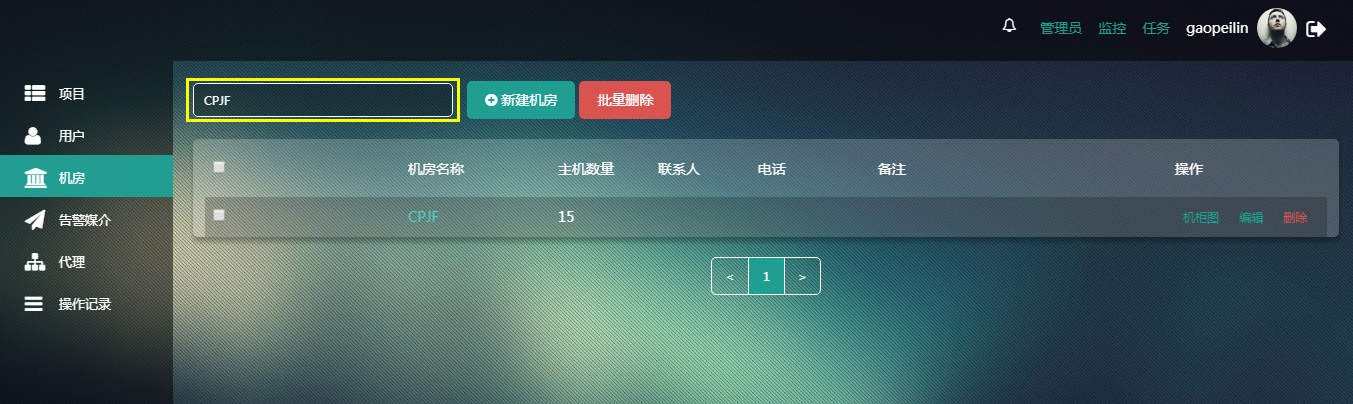 管理员 监控 任务 gaopeilin
项目
用户
机房
告警媒介
代理
操作记录
CPJF 新建机房 批量删除
机房名称 主机数量 联系人 电话 备注 操作
CPJF 15 机柜图 编辑 删除
< 1 >